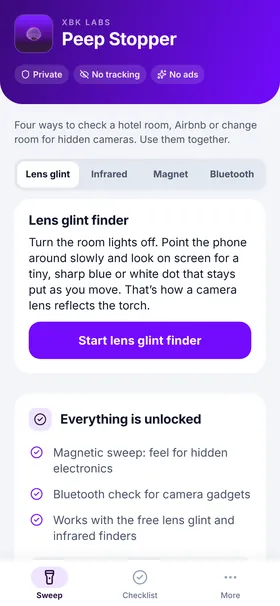 XBK LABS
Peep Stopper
Private
No tracking
No ads
Four ways to check a hotel room, Airbnb or change
room for hidden cameras. Use them together.
Lens glint
Infrared
Magnet
Bluetooth
Lens glint finder
Turn the room lights off. Point the phone
around slowly and look on screen for a
tiny, sharp blue or white dot that stays
put as you move. That’s how a camera
lens reflects the torch.
Start lens glint finder
Everything is unlocked
Magnetic sweep: feel for hidden
electronics
Bluetooth check for camera gadgets
Works with the free lens glint and
infrared finders
Sweep
Checklist
More